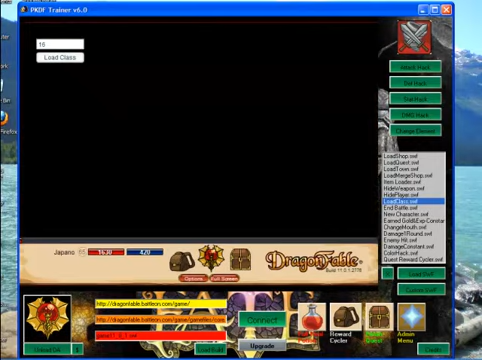 PKDF Trainer v6.0
16
Load Class
Attack Hack
Stat Hack
DMG Hack
Change Element
LoadShop.swf
LoadQuest.swf
LoadTown.swf
LoadMergeShop.swf
Item Loader.swf
HideWeapon.swf
HidePlayer.swf
LoadClass.swf
End Battle.swf
New Character.swf
Earned Gold&Exp-Constar
ChangeMouth.swf
Damage1Round.swf
Enemy Hit.swf
DamageConstant.swf
ColorHack.swf
Quest Reward Cycler.swf
Load Swf
Custom Swf
Japano
1630
420
DragonFable
Options
Full Screen
http://dragonfable.battleon.com/game/
http://dragonfable.battleon.com/game/gamefiles/core
Connect
Upgrade
Reward
Cycler
Admin
Menu
Credits
Firefox